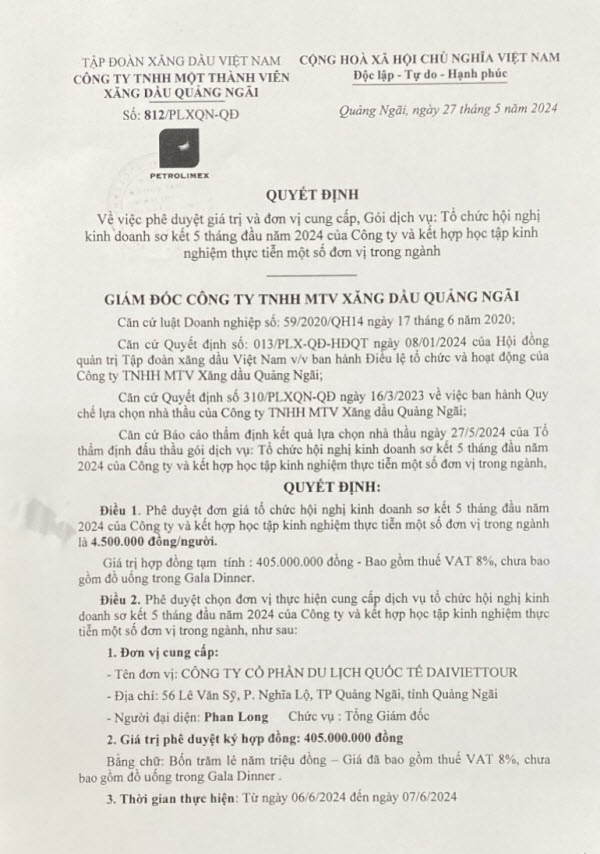 TẬP ĐOÀN XĂNG DẦU VIỆT NAM
CÔNG TY TNHH MỘT THÀNH VIÊN
XĂNG DẦU QUẢNG NGÃI
Số: 812/PLXQN-QĐ
CỘNG HOÀ XÃ HỘI CHỦ NGHĨA VIỆT NAM
Độc lập - Tự do - Hạnh phúc
Quảng Ngãi, ngày 27 tháng 5 năm 2024
PETROLIMEX
QUYẾT ĐỊNH
Về việc phê duyệt giá trị và đơn vị cung cấp, Gói dịch vụ: Tổ chức hội nghị
kinh doanh sơ kết 5 tháng đầu năm 2024 của Công ty và kết hợp học tập kinh
nghiệm thực tiễn một số đơn vị trong ngành
GIÁM ĐỐC CÔNG TY TNHH MTV XĂNG DẦU QUẢNG NGÃI
Căn cứ luật Doanh nghiệp số: 59/2020/QH14 ngày 17 tháng 6 năm 2020;
Căn cứ Quyết định số: 013/PLX-QĐ-HĐQT ngày 08/01/2024 của Hội đồng
quản trị Tập đoàn xăng dầu Việt Nam v/v ban hành Điều lệ tổ chức và hoạt động của
Công ty TNHH MTV Xăng dầu Quảng Ngãi;
Căn cứ Quyết định số 310/PLXQN-QĐ ngày 16/3/2023 về việc ban hành Quy
chế lựa chọn nhà thầu của Công ty TNHH MTV Xăng dầu Quảng Ngãi;
Căn cứ Báo cáo thẩm định kết quả lựa chọn nhà thầu ngày 27/5/2024 của Tổ
thẩm định đấu thầu gói dịch vụ: Tổ chức hội nghị kinh doanh sơ kết 5 tháng đầu năm
2024 của Công ty và kết hợp học tập kinh nghiệm thực tiễn một số đơn vị trong ngành,
QUYẾT ĐỊNH:
Điều 1. Phê duyệt đơn giá tổ chức hội nghị kinh doanh sơ kết 5 tháng đầu năm
2024 của Công ty và kết hợp học tập kinh nghiệm thực tiễn một số đơn vị trong ngành
là 4.500.000 đồng/người.
Giá trị hợp đồng tạm tính : 405.000.000 đồng - Bao gồm thuế VAT 8%, chưa bao
gồm đồ uống trong Gala Dinner.
Điều 2. Phê duyệt chọn đơn vị thực hiện cung cấp dịch vụ tổ chức hội nghị kinh
doanh sơ kết 5 tháng đầu năm 2024 của Công ty và kết hợp học tập kinh nghiệm thực
tiễn một số đơn vị trong ngành, như sau:
1. Đơn vị cung cấp:
- Tên đơn vị: CÔNG TY CỔ PHẦN DU LỊCH QUỐC TẾ DAIVIETTOUR
- Địa chỉ: 56 Lê Văn Sỹ, P. Nghĩa Lộ, TP Quảng Ngãi, tỉnh Quảng Ngãi
- Người đại diện: Phan Long Chức vụ : Tổng Giám đốc
2. Giá trị phê duyệt ký hợp đồng: 405.000.000 đồng
Bằng chữ: Bốn trăm lẻ năm triệu đồng – Giá đã bao gồm thuế VAT 8%, chưa
bao gồm đồ uống trong Gala Dinner .
3. Thời gian thực hiện: Từ ngày 06/6/2024 đến ngày 07/6/2024